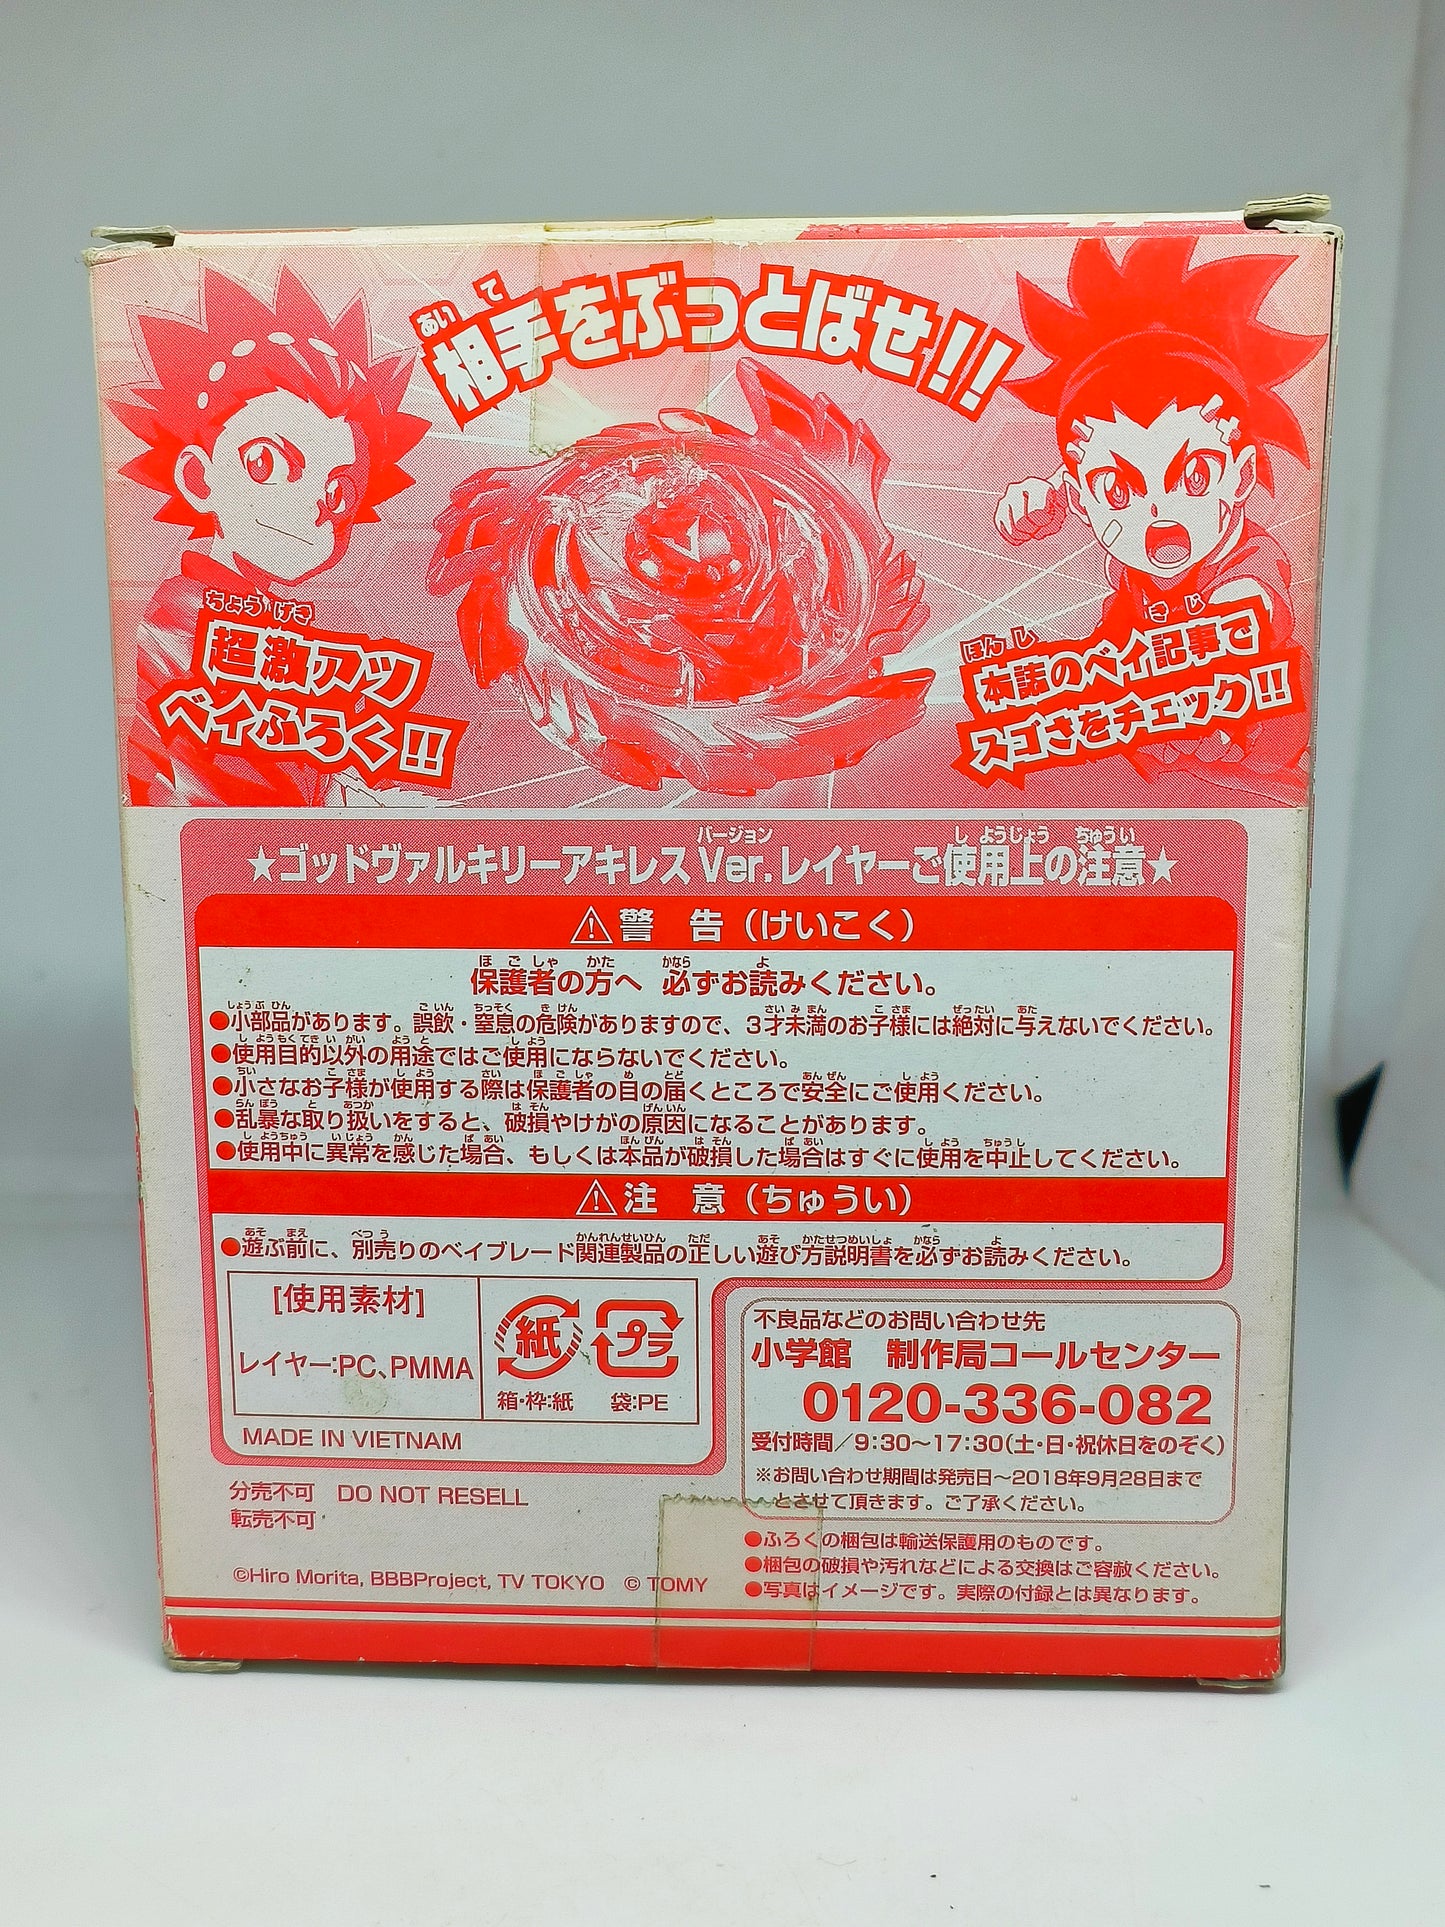 相手をぶっとばせ!!
超激アツ
ベイふろく!!
本誌のベイ記事で
スゴさをチェック!!
★ゴッドヴァルキリーアキレスVer.レイヤーご使用上の注意★
⚠警 告(けいこく)
保護者の方へ 必ずお読みください。
●小部品があります。誤飲・窒息の危険がありますので、3才未満のお子様には絶対に与えないでください。
●使用目的以外の用途ではご使用にならないでください。
●小さなお子様が使用する際は保護者の目の届くところで安全にご使用ください。
●乱暴な取り扱いをすると、破損やけがの原因になることがあります。
●使用中に異常を感じた場合、もしくは本品が破損した場合はすぐに使用を中止してください。
⚠注 意(ちゅうい)
●遊ぶ前に、別売りのベイブレード関連製品の正しい遊び方説明書を必ずお読みください。
[使用素材]
レイヤー:PC、PMMA
紙
プラ
箱・枠:紙
袋:PE
MADE IN VIETNAM
分売不可 DO NOT RESELL
転売不可
©Hiro Morita, BBBProject, TV TOKYO © TOMY
不良品などのお問い合わせ先
小学館 制作局コールセンター
0120-336-082
受付時間/9:30~17:30(土・日・祝休日をのぞく)
※お問い合わせ期間は発売日~2018年9月28日まで
とさせて頂きます。ご了承ください。
●ふろくの梱包は輸送保護用のものです。
●梱包の破損や汚れなどによる交換はご容赦ください。
●写真はイメージです。実際の付録とは異なります。